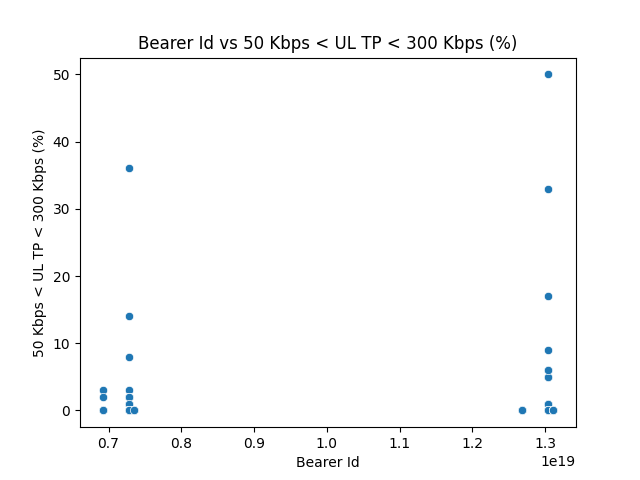 Bearer Id vs 50 Kbps < UL TP < 300 Kbps (%)
50
40
30
20
10
0
50 Kbps < UL TP < 300 Kbps (%)
0.7 0.8 0.9 1.0 1.1 1.2 1.3
1e19
Bearer Id